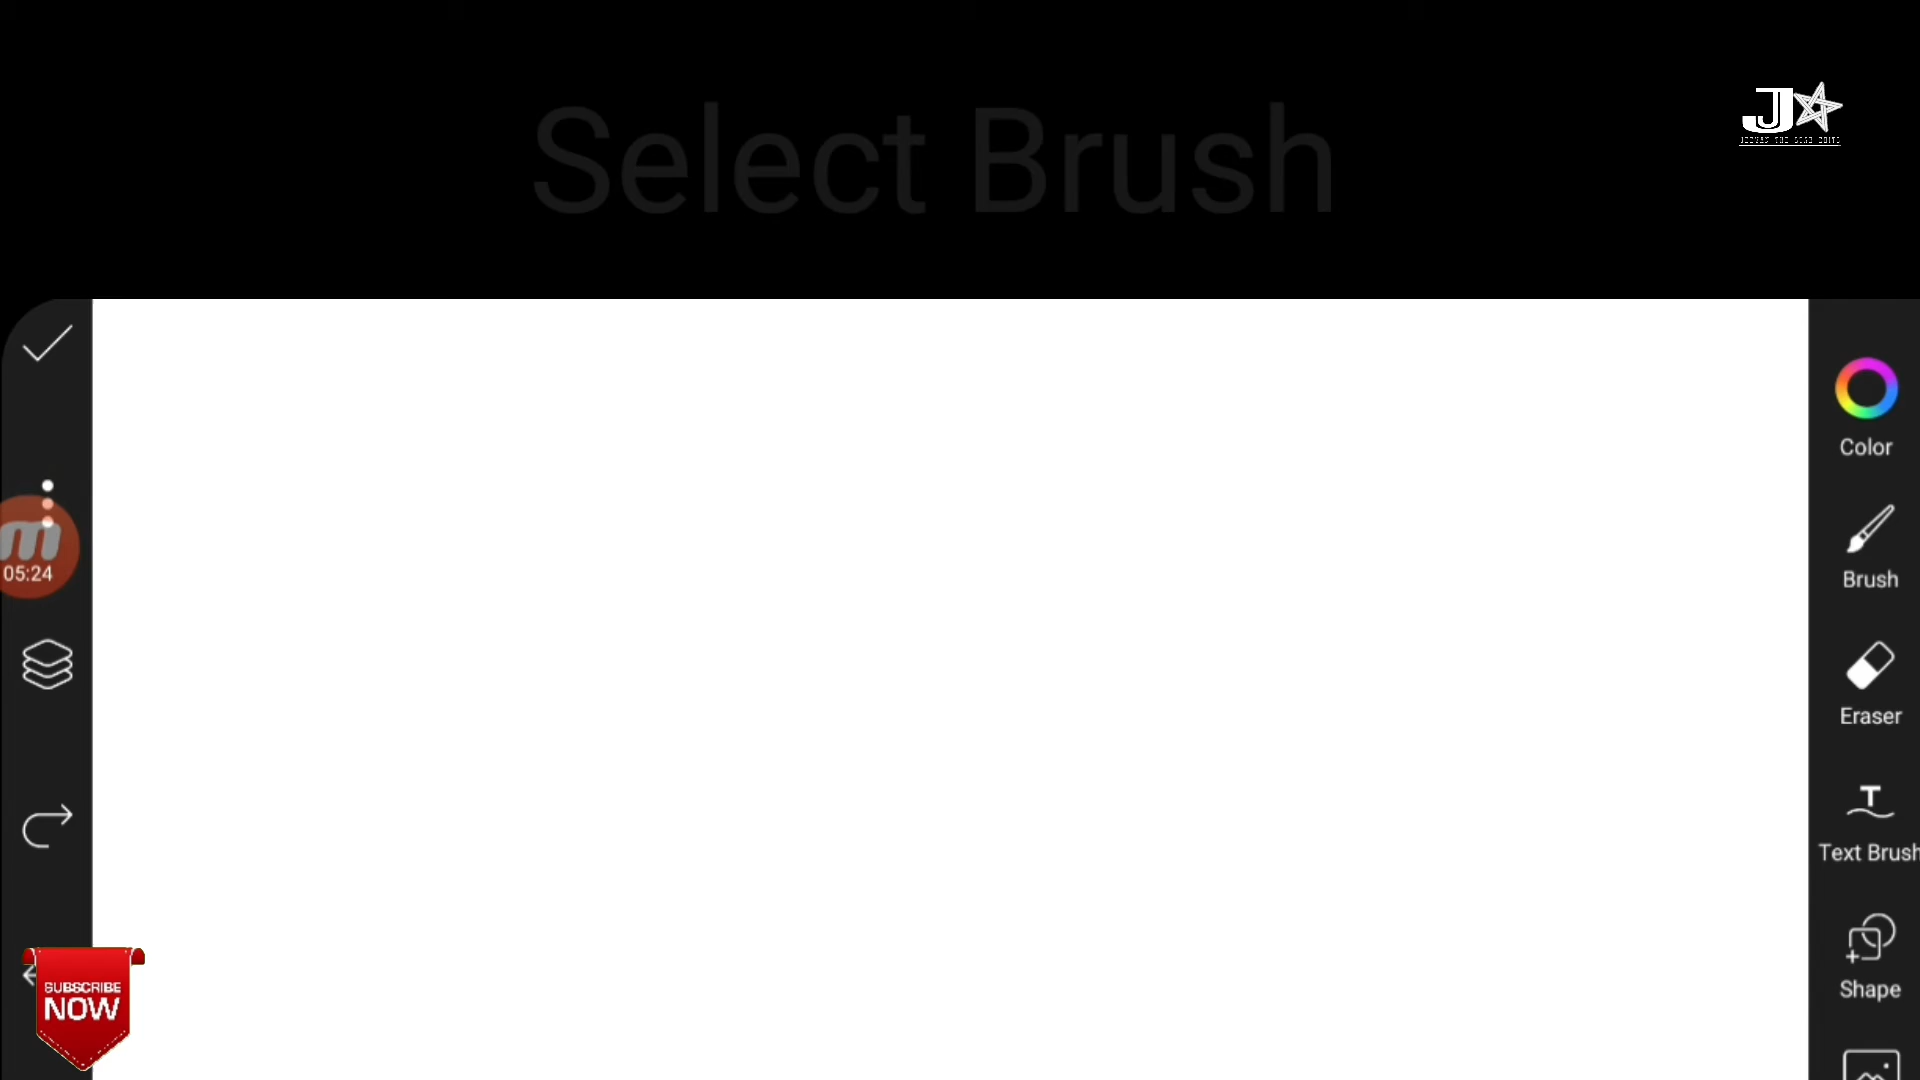 Select Brush
J
Color
Brush
m
05:24
Eraser
T
Text Brush
Shape
SUBSCRIBE
NOW